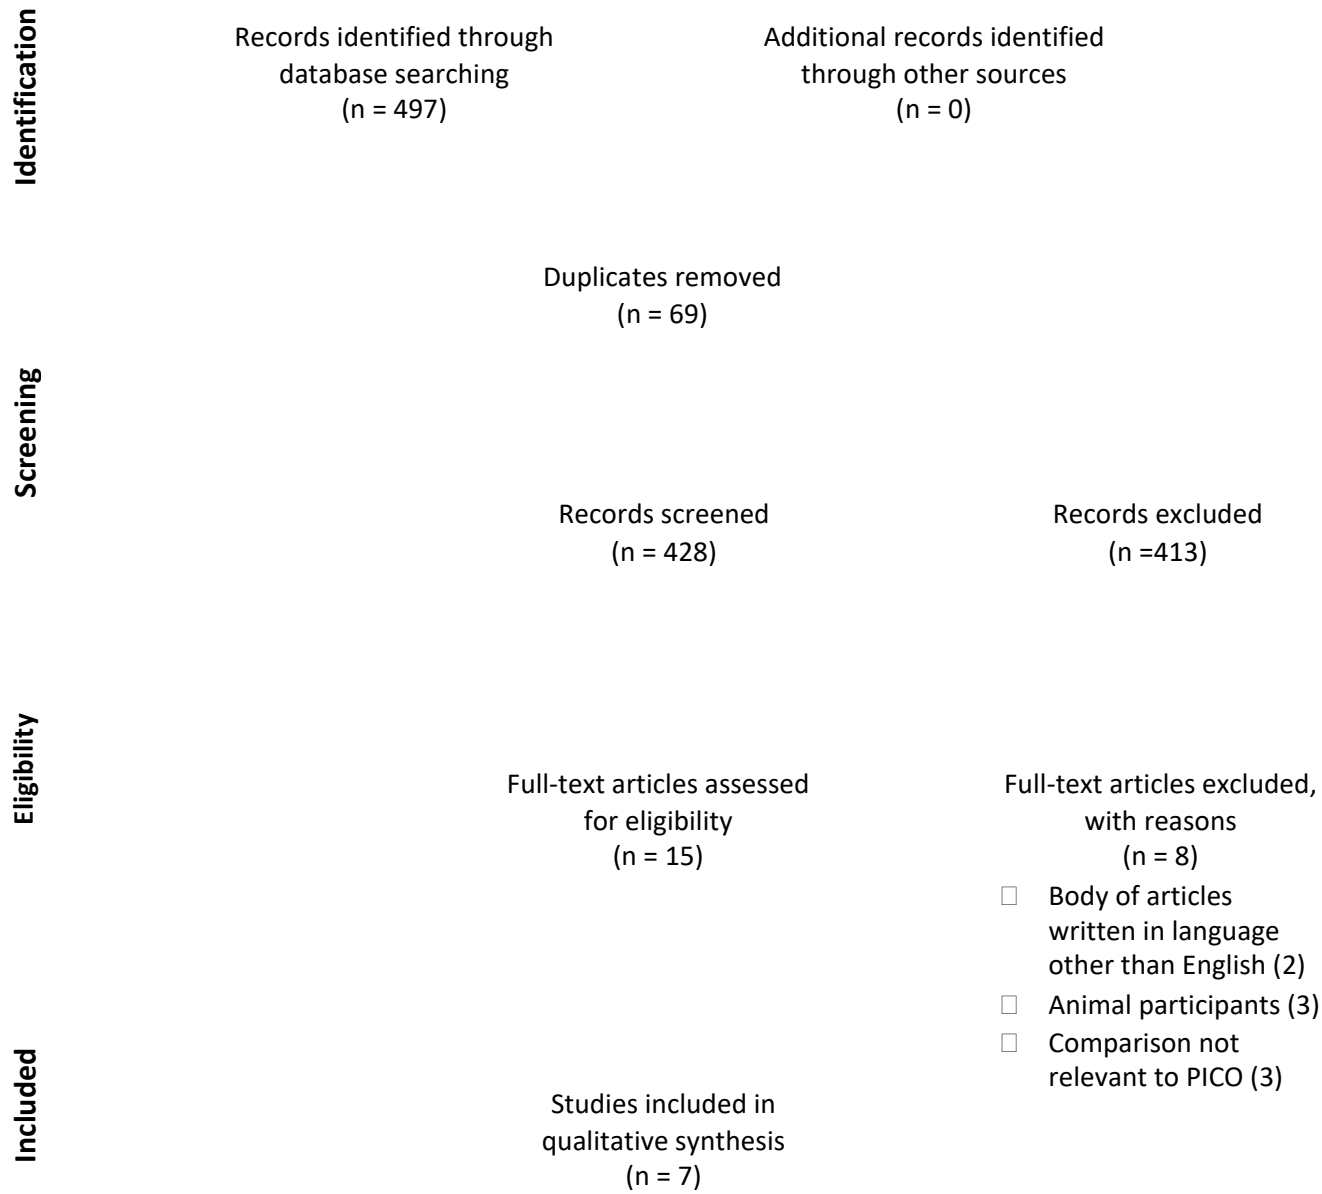 Identification
Records identified through
database searching
(n = 497)
Additional records identified
through other sources
(n = 0)
Duplicates removed
(n = 69)
Screening
Records screened
(n = 428)
Records excluded
(n =413)
Eligibility
Full-text articles assessed
for eligibility
(n = 15)
Full-text articles excluded,
with reasons
(n = 8)
Body of articles
written in language
other than English (2)
Animal participants (3)
Comparison not
relevant to PICO (3)
Included
Studies included in
qualitative synthesis
(n = 7)